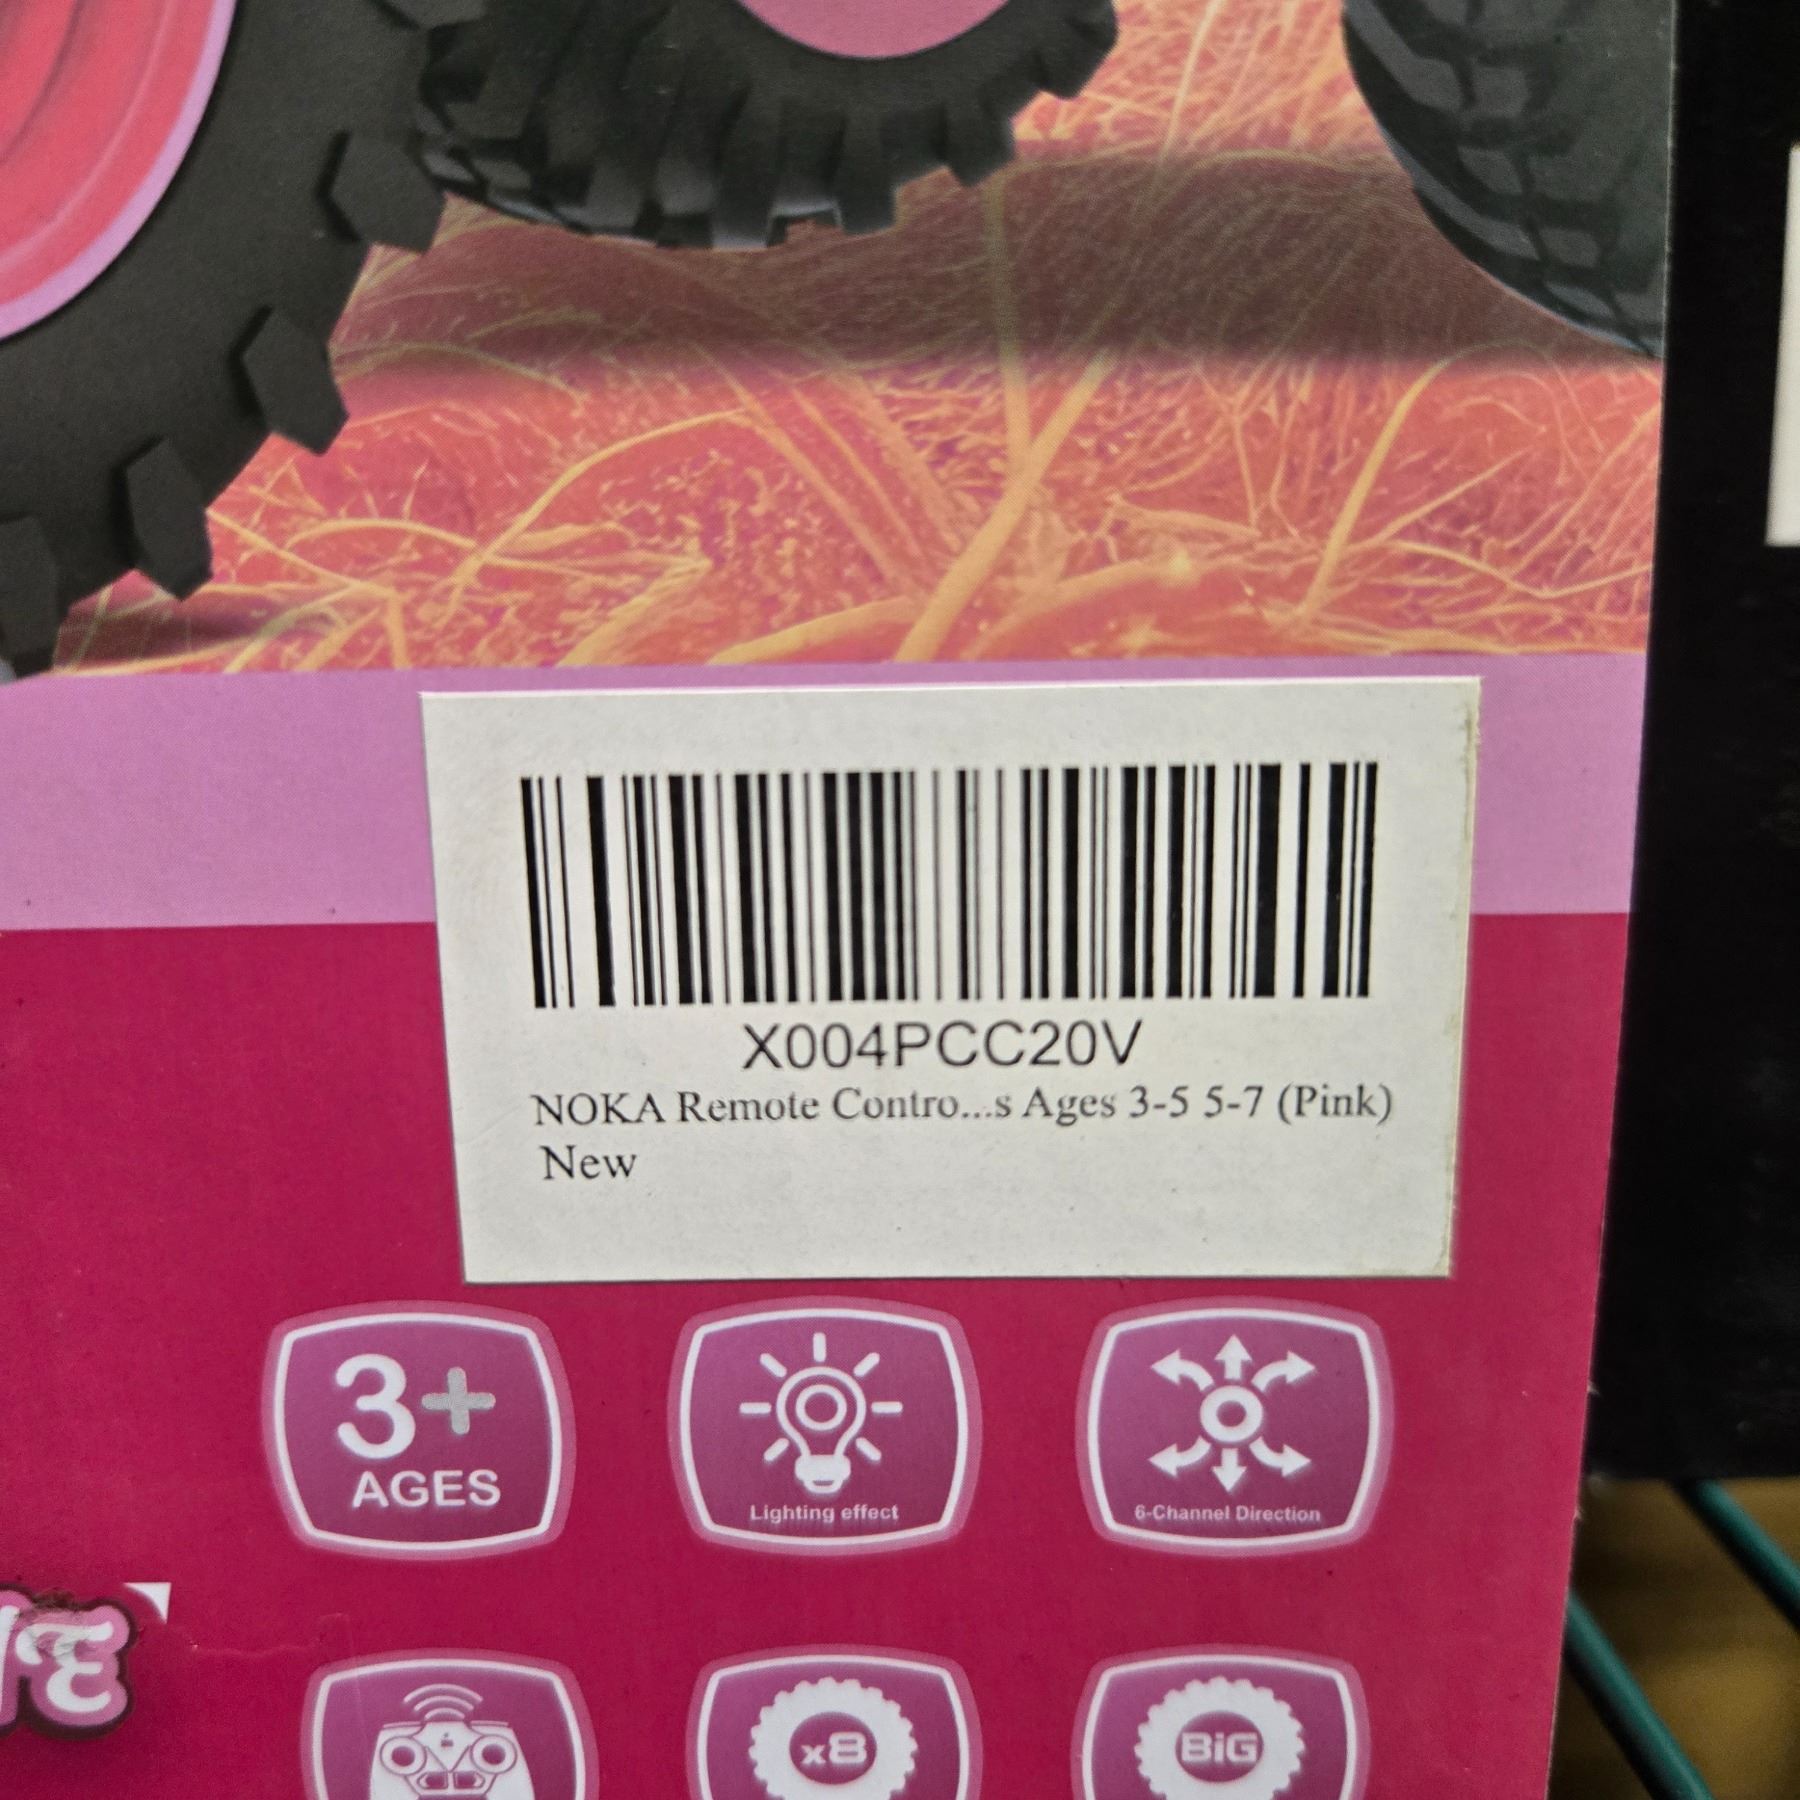 X004PCC20V
NOKA Remote Contro...s Ages 3-5 5-7 (Pink)
New
3+
AGES
Lighting effect
6-Channel Direction
x8
BiG